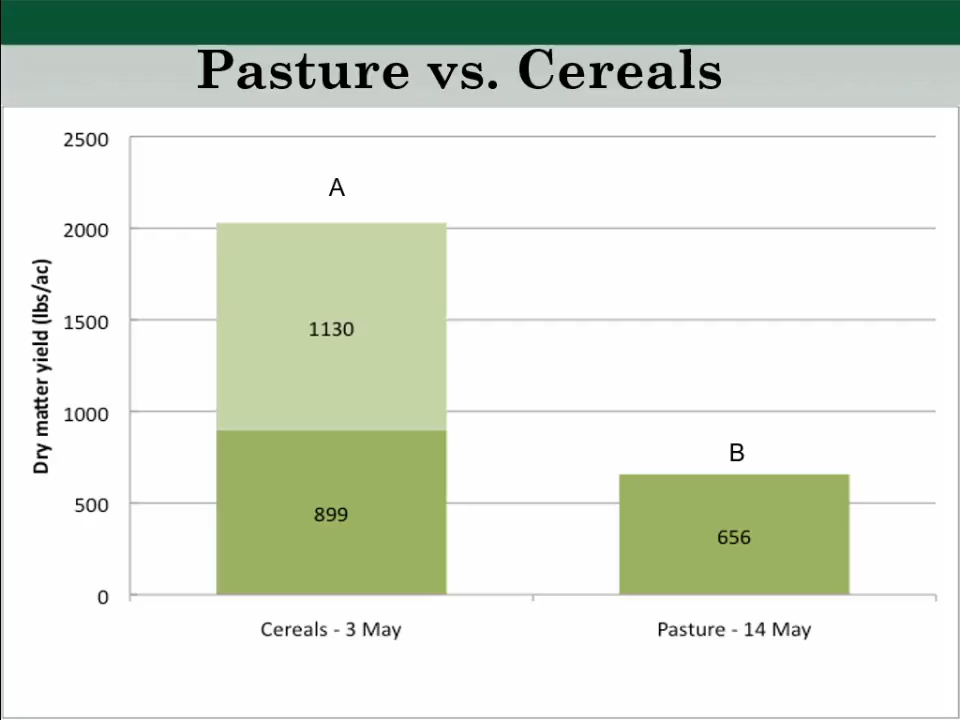 Pasture vs. Cereals
2500
A
2000
1500
1130
Dry matter yield (lbs/ac)
1000
B
500
899
656
0
Cereals - 3 May
Pasture - 14 May